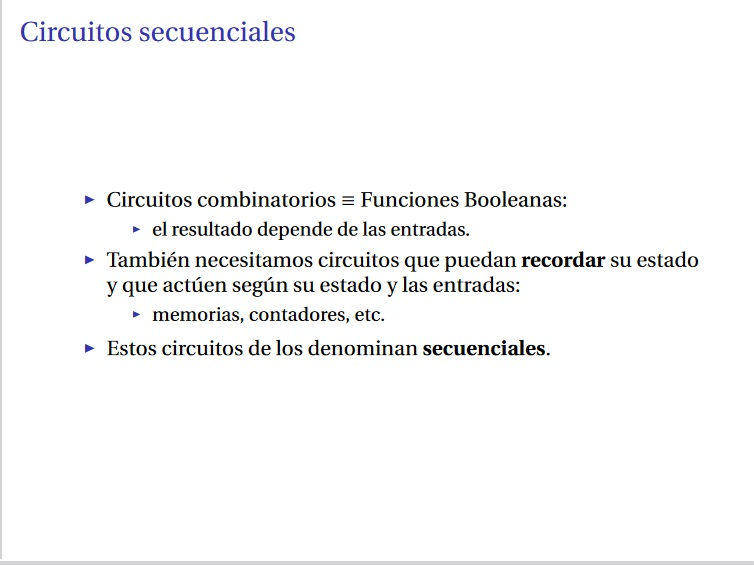 Circuitos secuenciales
▶ Circuitos combinatorios ≡ Funciones Booleanas:
▶ el resultado depende de las entradas.
▶ También necesitamos circuitos que puedan recordar su estado
y que actúen según su estado y las entradas:
▶ memorias, contadores, etc.
▶ Estos circuitos de los denominan secuenciales.